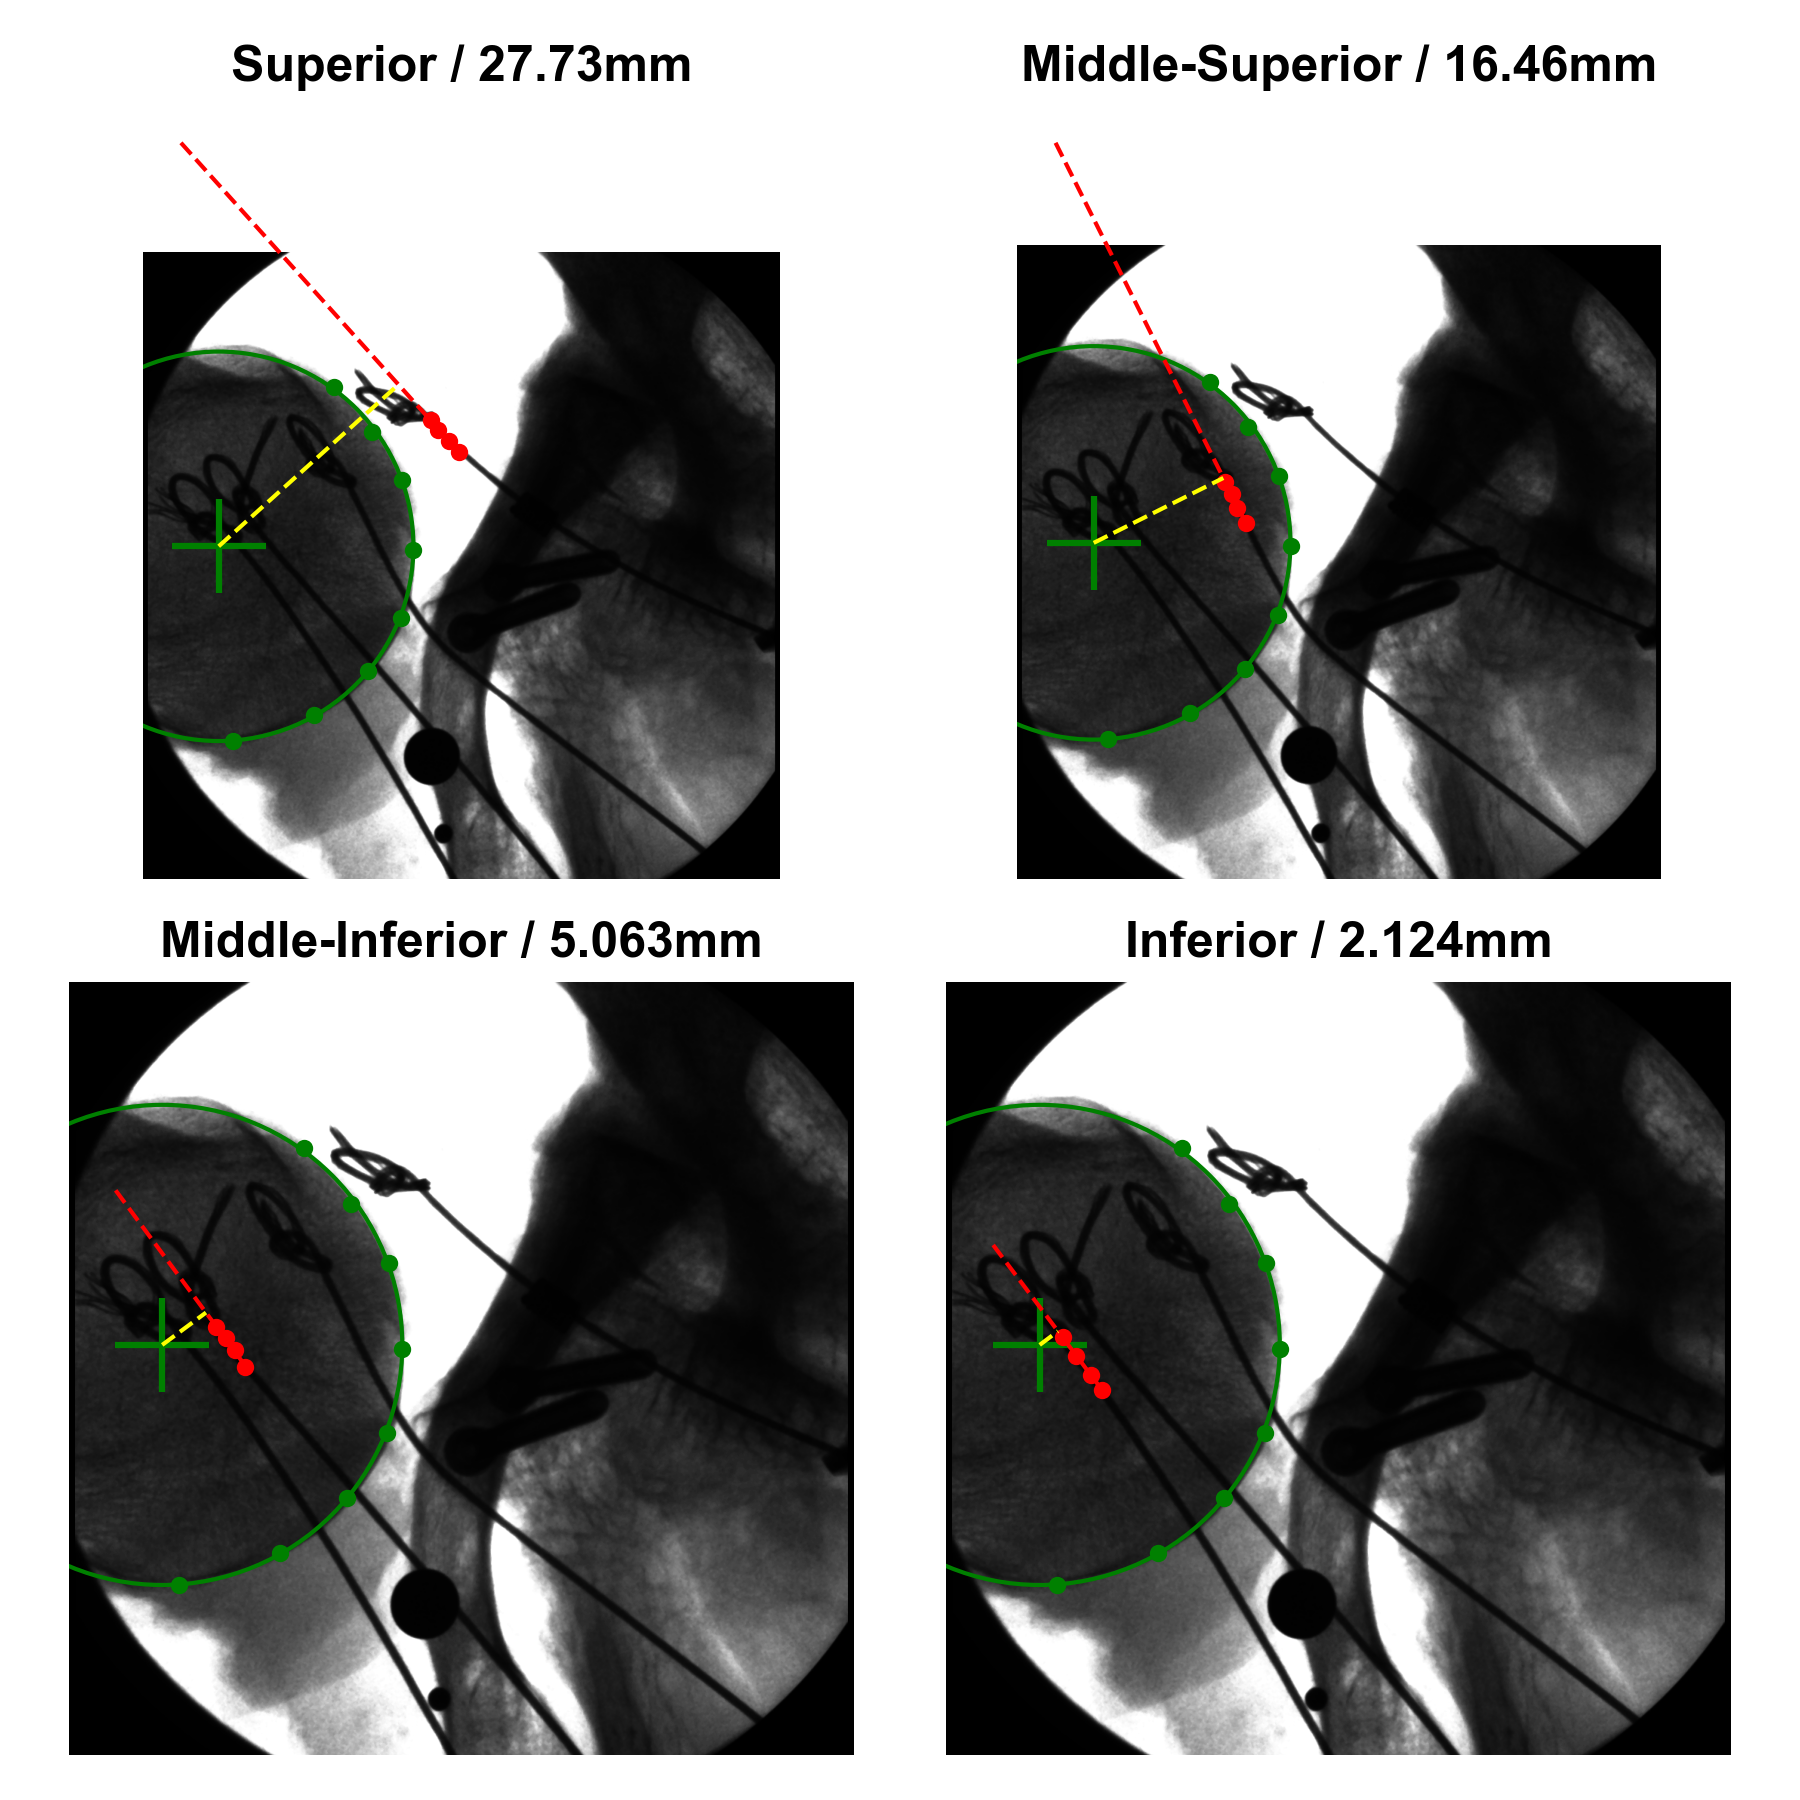 Superior / 27.73mm
Middle-Superior / 16.46mm
Middle-Inferior / 5.063mm
Inferior / 2.124mm